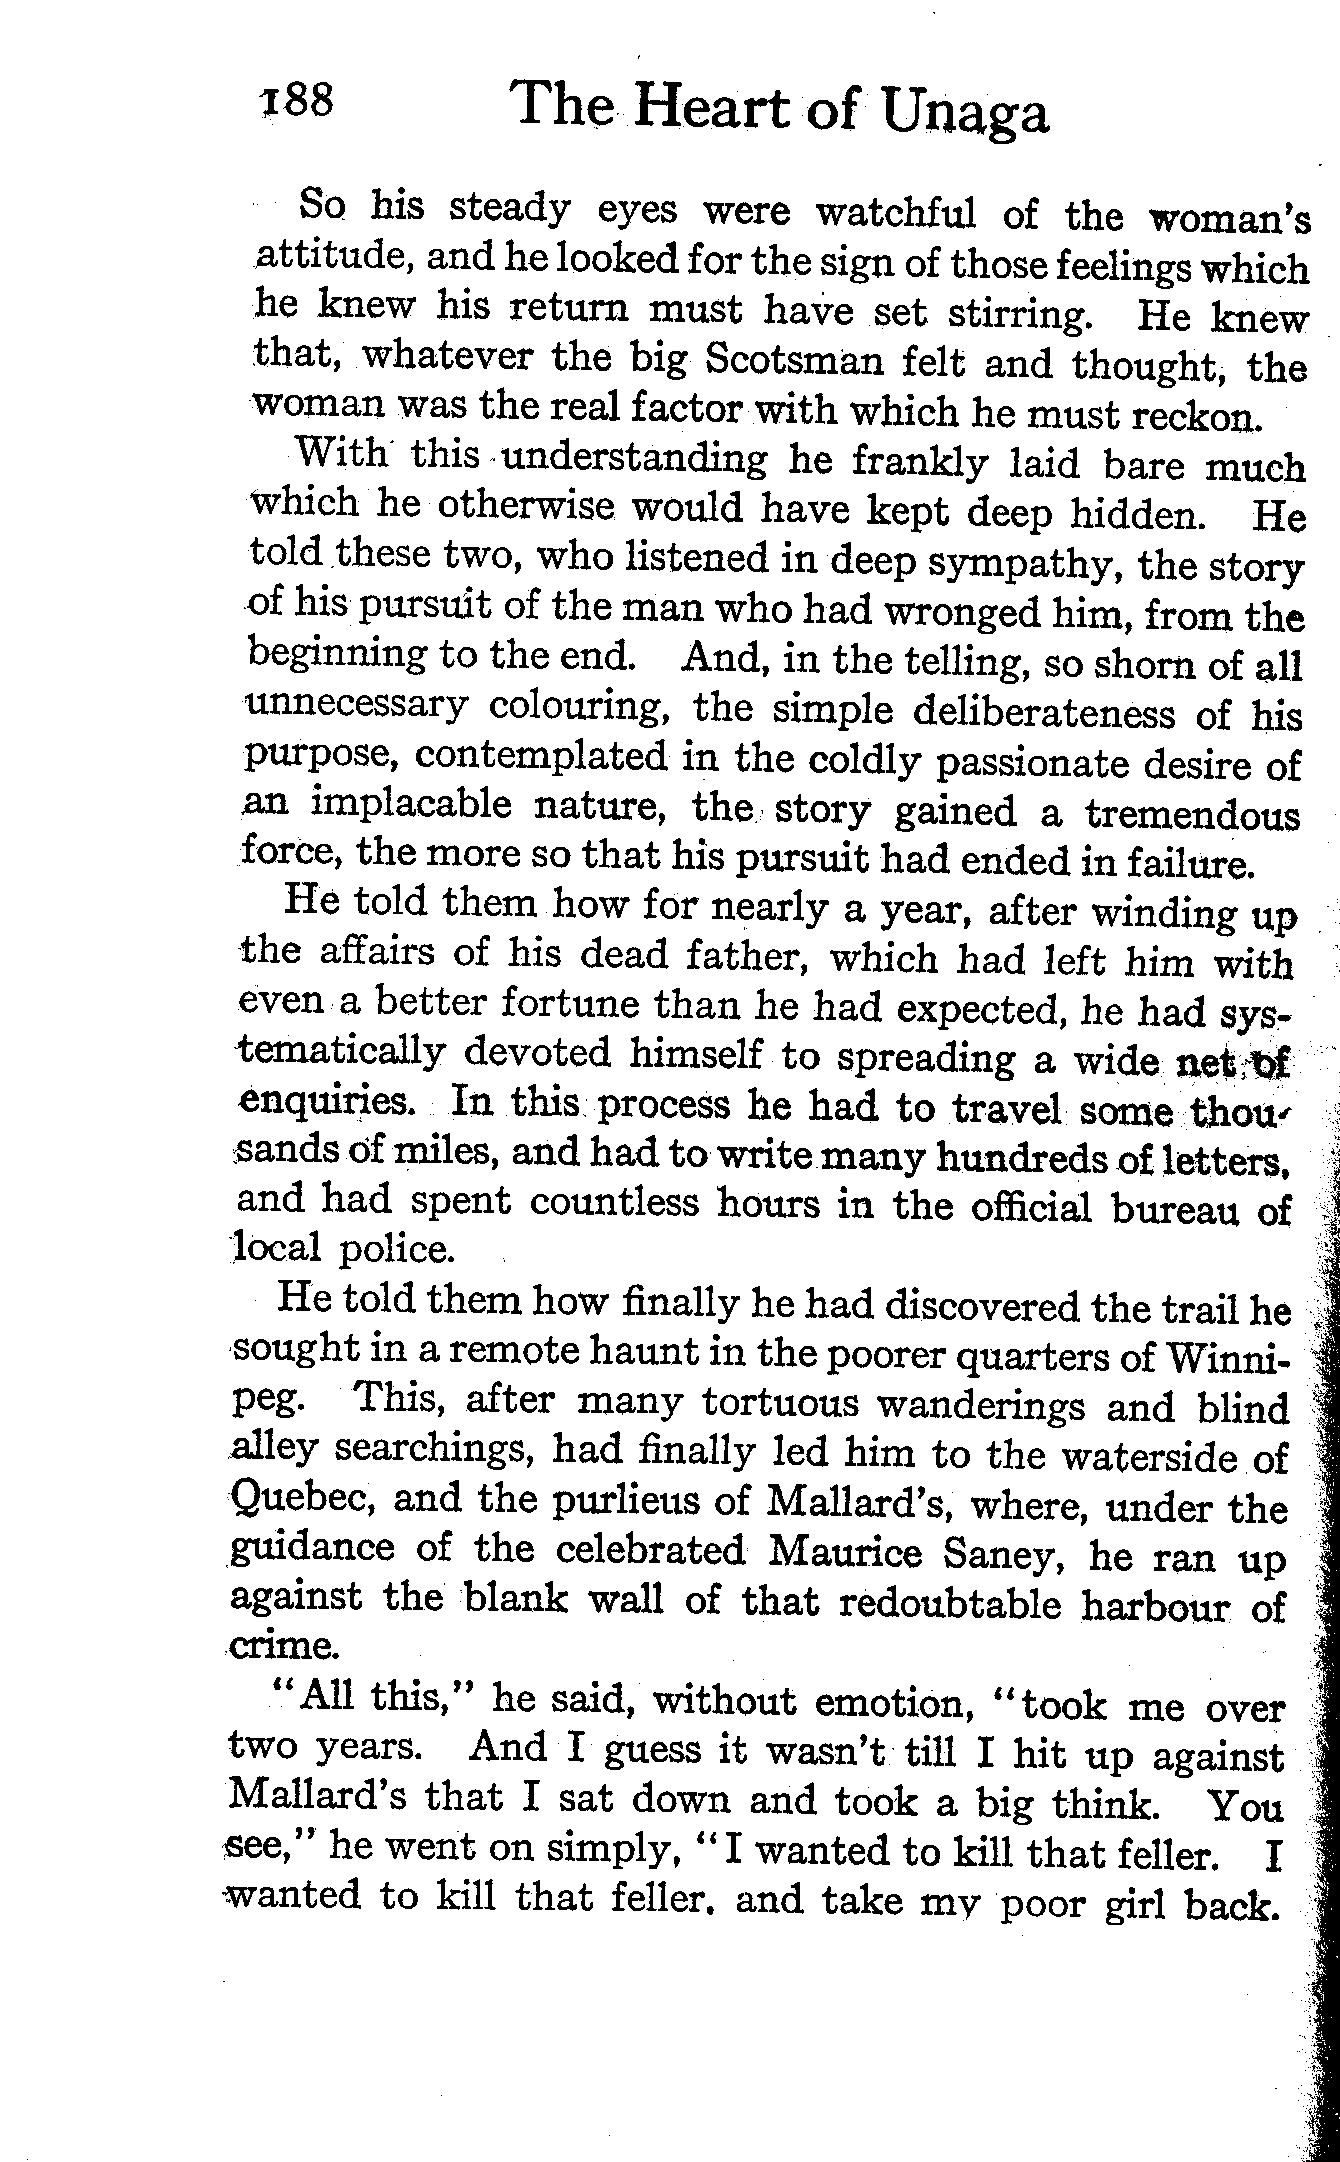 188 The Heart of Unaga
So his steady eyes were watchful of the woman's
attitude, and he looked for the sign of those feelings which
he knew his return must have set stirring. He knew
that, whatever the big Scotsman felt and thought, the
woman was the real factor with which he must reckon.
With this understanding he frankly laid bare much
which he otherwise would have kept deep hidden. He
told these two, who listened in deep sympathy, the story
of his pursuit of the man who had wronged him, from the
beginning to the end. And, in the telling, so shorn of all
unnecessary colouring, the simple deliberateness of his
purpose, contemplated in the coldly passionate desire of
an implacable nature, the story gained a tremendous
force, the more so that his pursuit had ended in failure.
He told them how for nearly a year, after winding up
the affairs of his dead father, which had left him with
even a better fortune than he had expected, he had sys-
tematically devoted himself to spreading a wide net of
enquiries. In this process he had to travel some thou-
sands of miles, and had to write many hundreds of letters,
and had spent countless hours in the official bureau of
local police.
He told them how finally he had discovered the trail he
sought in a remote haunt in the poorer quarters of Winni-
peg. This, after many tortuous wanderings and blind
alley searchings, had finally led him to the waterside of
Quebec, and the purlieus of Mallard's, where, under the
guidance of the celebrated Maurice Saney, he ran up
against the blank wall of that redoubtable harbour of
crime.
"All this," he said, without emotion, "took me over
two years. And I guess it wasn't till I hit up against
Mallard's that I sat down and took a big think. You
see," he went on simply, "I wanted to kill that feller. I
wanted to kill that feller. and take my poor girl back.